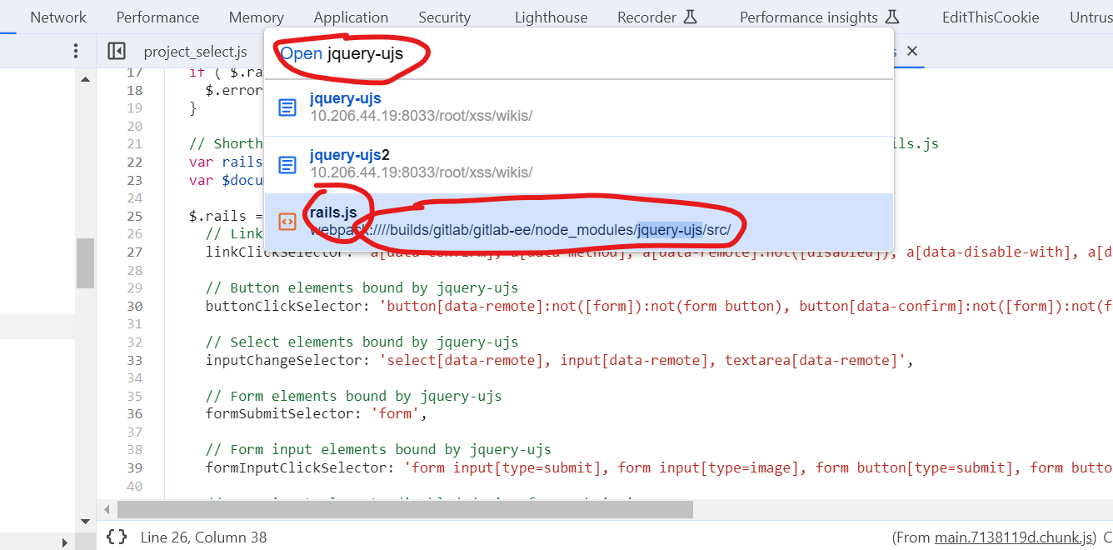 Network Performance Memory Application Security Lighthouse Recorder Performance insights EditThisCookie Untrus
project_select.js
Open jquery-ujs
jquery-ujs
10.206.44.19:8033/root/xss/wikis/
jquery-ujs2
10.206.44.19:8033/root/xss/wikis/
rails.js
webpack:////builds/gitlab/gitlab-ee/node_modules/jquery-ujs/src/
17 if ( $.ra
18 $.error
19 }
20
21 // Shorth ils.js
22 var rails
23 var $docu
24
25 $.rails =
26 // Link
27 linkClickSelector: 'a[data-confirm], a[data-method], a[data-remote]:not([disabled]), a[data-disable-with], a[d
28
29 // Button elements bound by jquery-ujs
30 buttonClickSelector: 'button[data-remote]:not([form]):not(form button), button[data-confirm]:not([form]):not(f
31
32 // Select elements bound by jquery-ujs
33 inputChangeSelector: 'select[data-remote], input[data-remote], textarea[data-remote]',
34
35 // Form elements bound by jquery-ujs
36 formSubmitSelector: 'form',
37
38 // Form input elements bound by jquery-ujs
39 formInputClickSelector: 'form input[type=submit], form input[type=image], form button[type=submit], form butto
40
{} Line 26, Column 38 (From main.7138119d.chunk.js) C